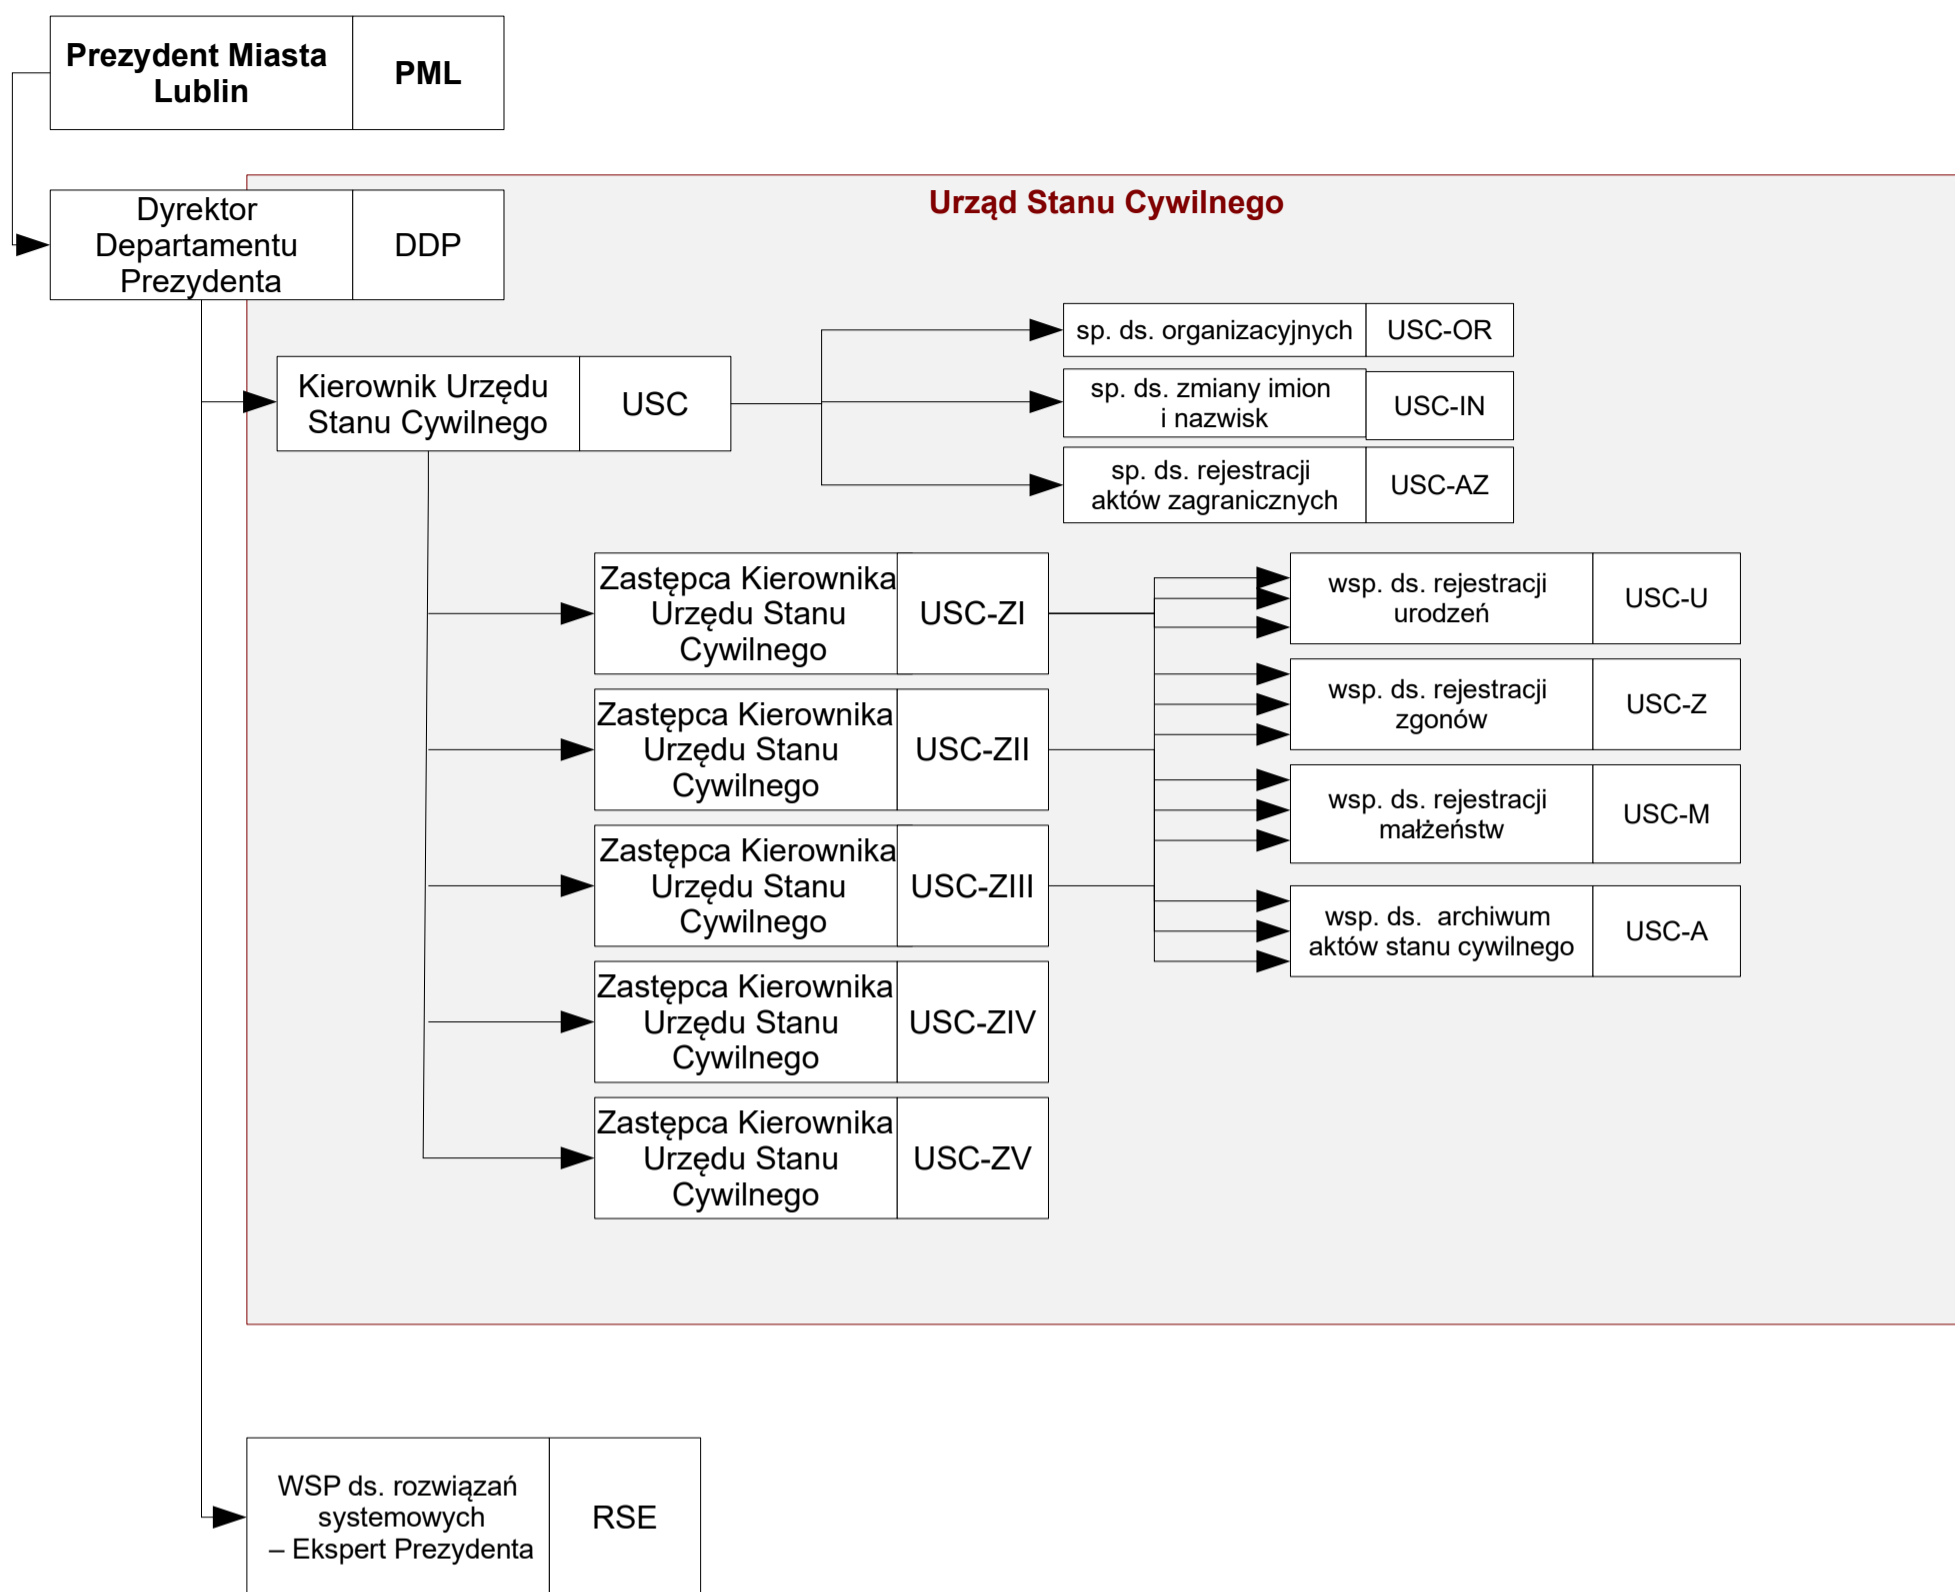 Prezydent Miasta
Lublin
PML
Dyrektor
Departamentu
Prezydenta
DDP
Urząd Stanu Cywilnego
Kierownik Urzędu
Stanu Cywilnego
USC
sp. ds. organizacyjnych
USC-OR
sp. ds. zmiany imion
i nazwisk
USC-IN
sp. ds. rejestracji
aktów zagranicznych
USC-AZ
Zastępca Kierownika
Urzędu Stanu
Cywilnego
USC-ZI
wsp. ds. rejestracji
urodzeń
USC-U
Zastępca Kierownika
Urzędu Stanu
Cywilnego
USC-ZII
wsp. ds. rejestracji
zgonów
USC-Z
wsp. ds. rejestracji
małżeństw
USC-M
Zastępca Kierownika
Urzędu Stanu
Cywilnego
USC-ZIII
wsp. ds. archiwum
aktów stanu cywilnego
USC-A
Zastępca Kierownika
Urzędu Stanu
Cywilnego
USC-ZIV
Zastępca Kierownika
Urzędu Stanu
Cywilnego
USC-ZV
WSP ds. rozwiązań
systemowych
– Ekspert Prezydenta
RSE